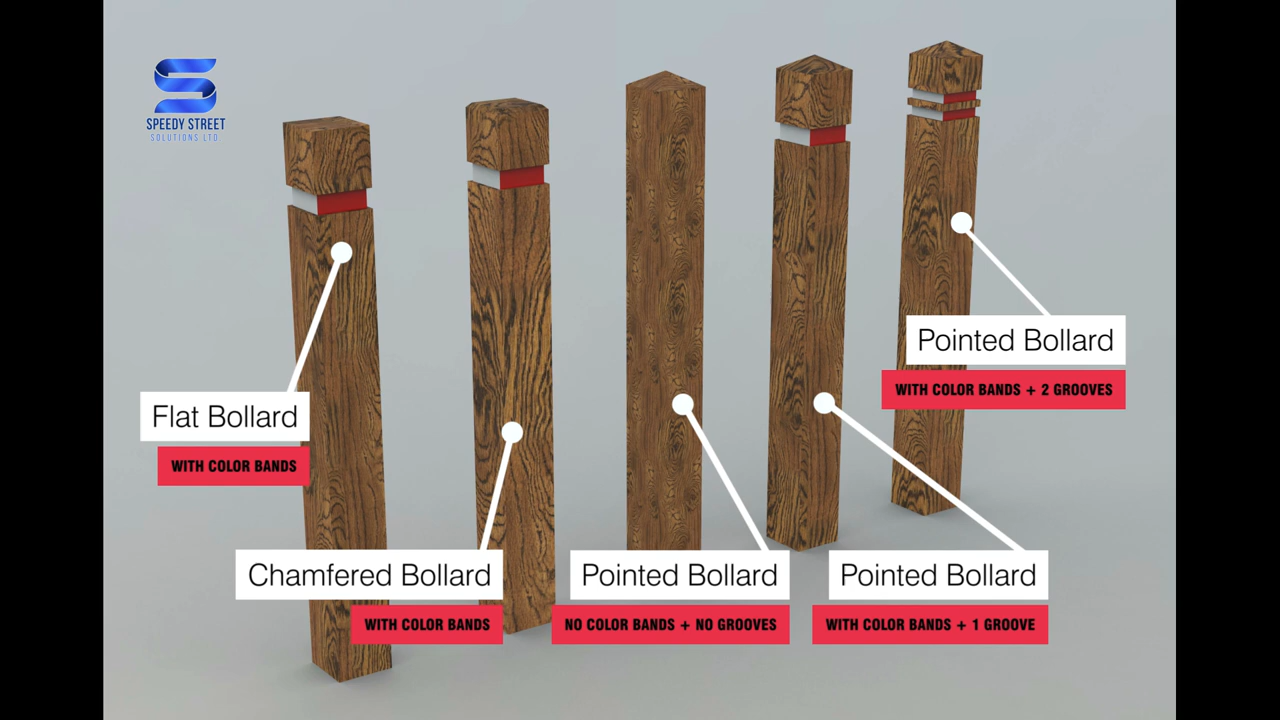 SPEEDY STREET
SOLUTIONS LTD
Pointed Bollard
WITH COLOR BANDS + 2 GROOVES
Flat Bollard
WITH COLOR BANDS
Chamfered Bollard
WITH COLOR BANDS
Pointed Bollard
NO COLOR BANDS + NO GROOVES
Pointed Bollard
WITH COLOR BANDS + 1 GROOVE